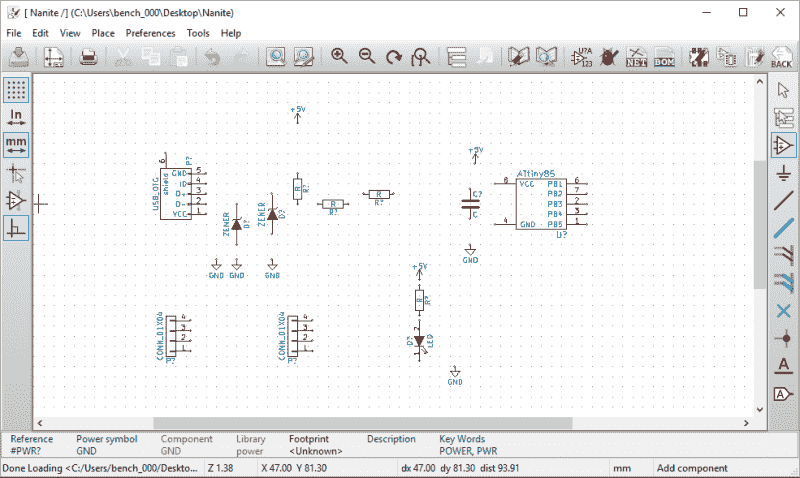 [ Nanite /] (C:\Users\bench_000\Desktop\Nanite)
File Edit View Place Preferences Tools Help
U?A
123
NET
BOM
BACK
In
mm
+5V
+5V
6
P?
USB_OTG
shield
GND 5
ID 4
D+ 3
D- 2
VCC 1
ZENER
D?
ZENER
D?
R
R?
R
R?
R
R?
C?
C
ATtiny85
8 VCC PB1 6
PB2 7
PB3 2
PB4 3
4 GND PB5 1
U?
GND GND GND
GND
+5V
R
R?
CONN_01X04
4
3
2
1
P?
CONN_01X04
4
3
2
1
P?
2
D?
LED
1
GND
A
A
Reference Power symbol Component Library Footprint Description Key Words
#PWR? GND GND power <Unknown> POWER, PWR
Done Loading <C:/Users/bench_000/Deskto... Z 1.38 X 47.00 Y 81.30 dx 47.00 dy 81.30 dist 93.91 mm Add component